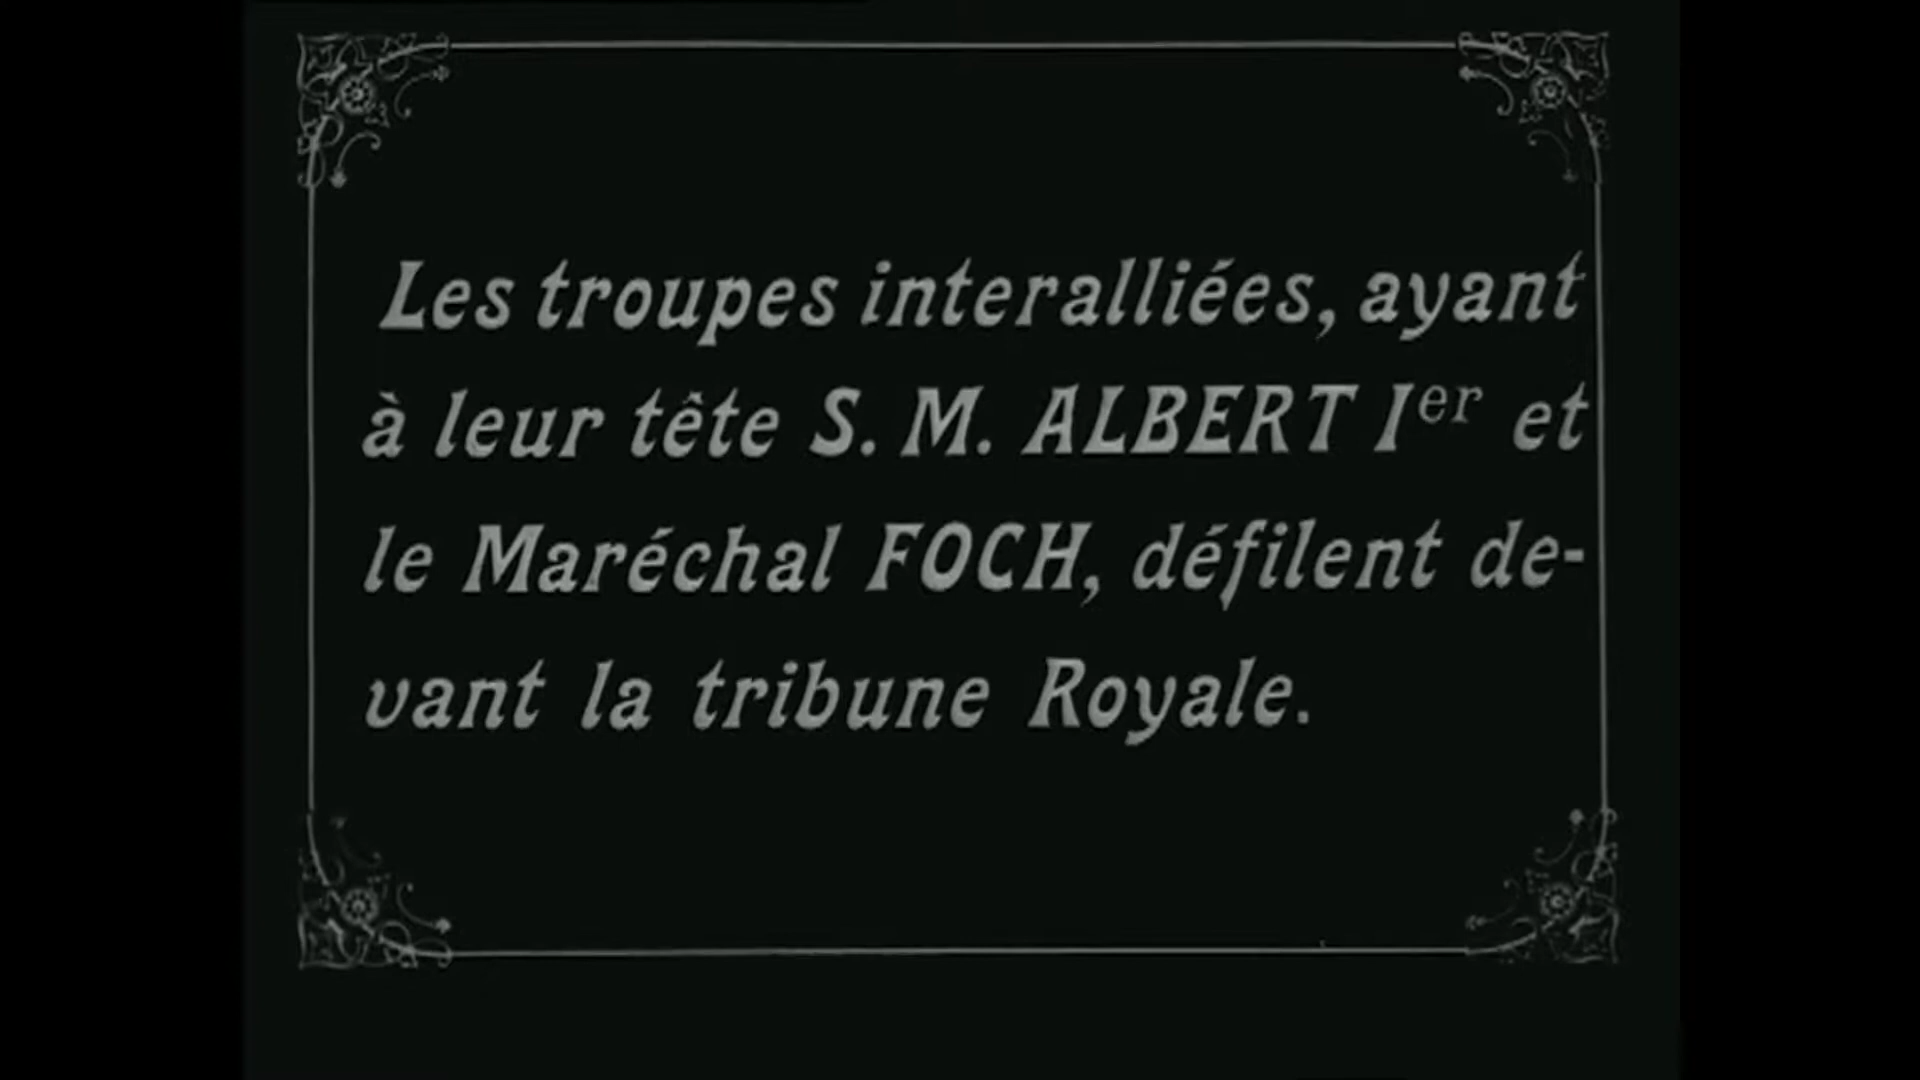 Les troupes interalliées, ayant
à leur tête S. M. ALBERT Ier et
le Maréchal FOCH, défilent de-
vant la tribune Royale.